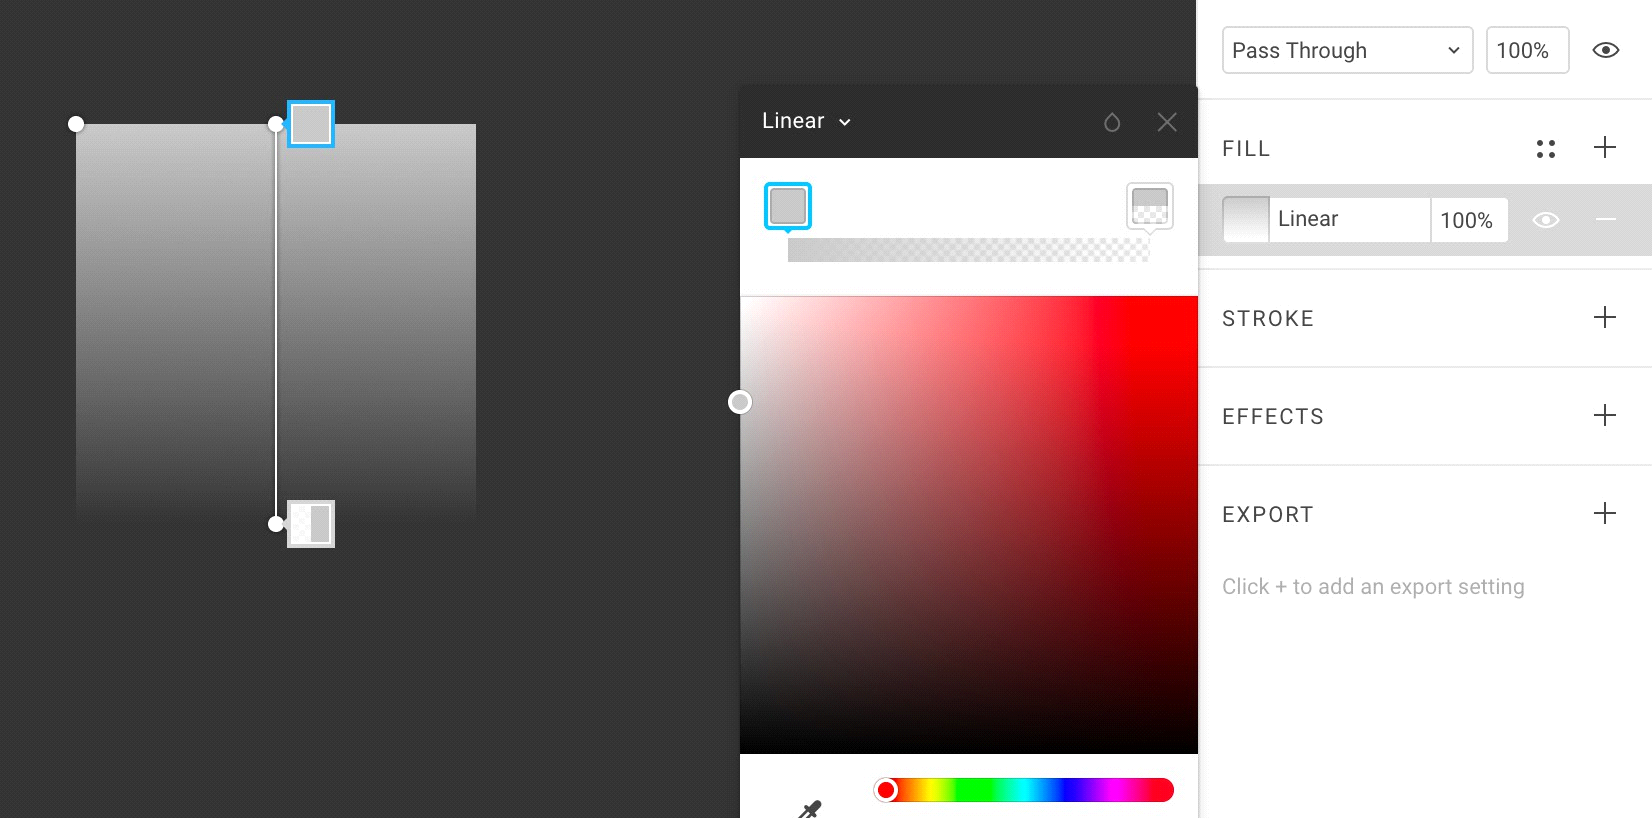 Pass Through
100%
Linear
FILL
Linear
100%
STROKE
EFFECTS
EXPORT
Click + to add an export setting